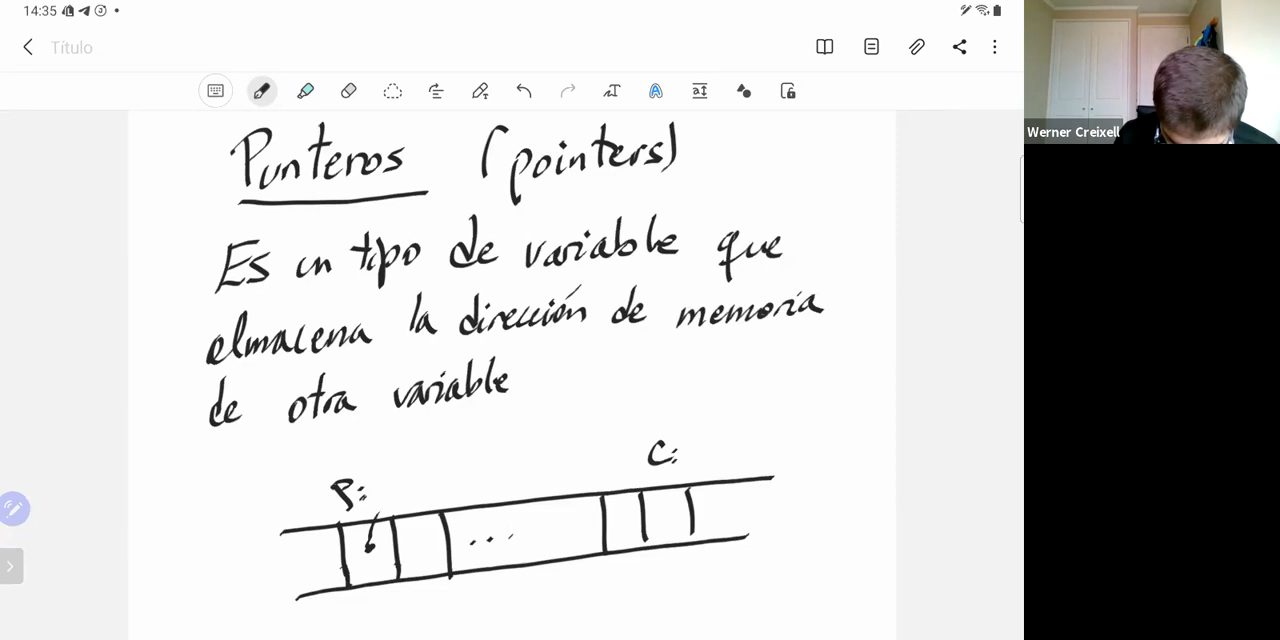 14:35
Título
Werner Creixell
Punteros (pointers)
Es un tipo de variable que
almacena la dirección de memoria
de otra variable
C:
P:
...